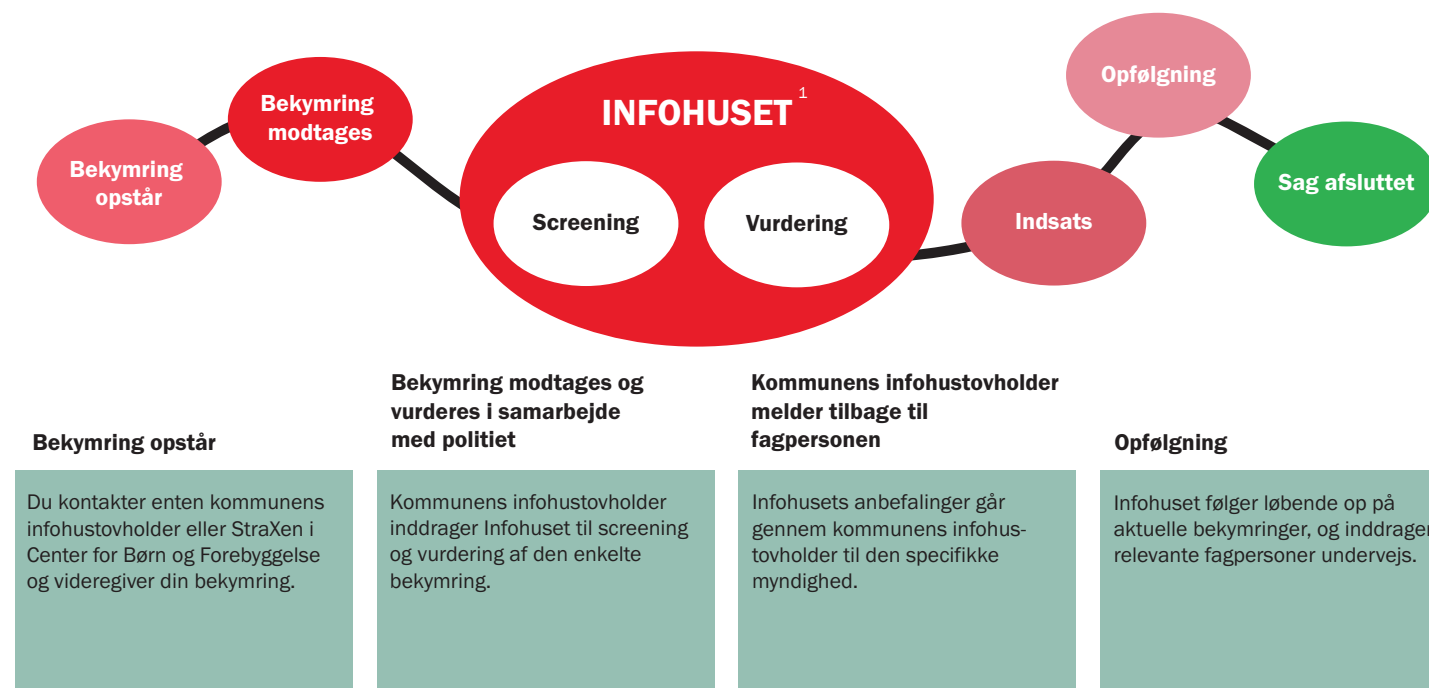 Bekymring
opstår
Bekymring
modtages
INFOHUSET 1
Screening
Vurdering
Indsats
Opfølgning
Sag afsluttet
Bekymring opstår
Du kontakter enten kommunens
infohustovholder eller StraXen i
Center for Børn og Forebyggelse
og videregiver din bekymring.
Bekymring modtages og
vurderes i samarbejde
med politiet
Kommunens infohustovholder
inddrager Infohuset til screening
og vurdering af den enkelte
bekymring.
Kommunens infohustovholder
melder tilbage til
fagpersonen
Infohusets anbefalinger går
gennem kommunens infohus-
tovholder til den specifikke
myndighed.
Opfølgning
Infohuset følger løbende op på
aktuelle bekymringer, og inddrager
relevante fagpersoner undervejs.